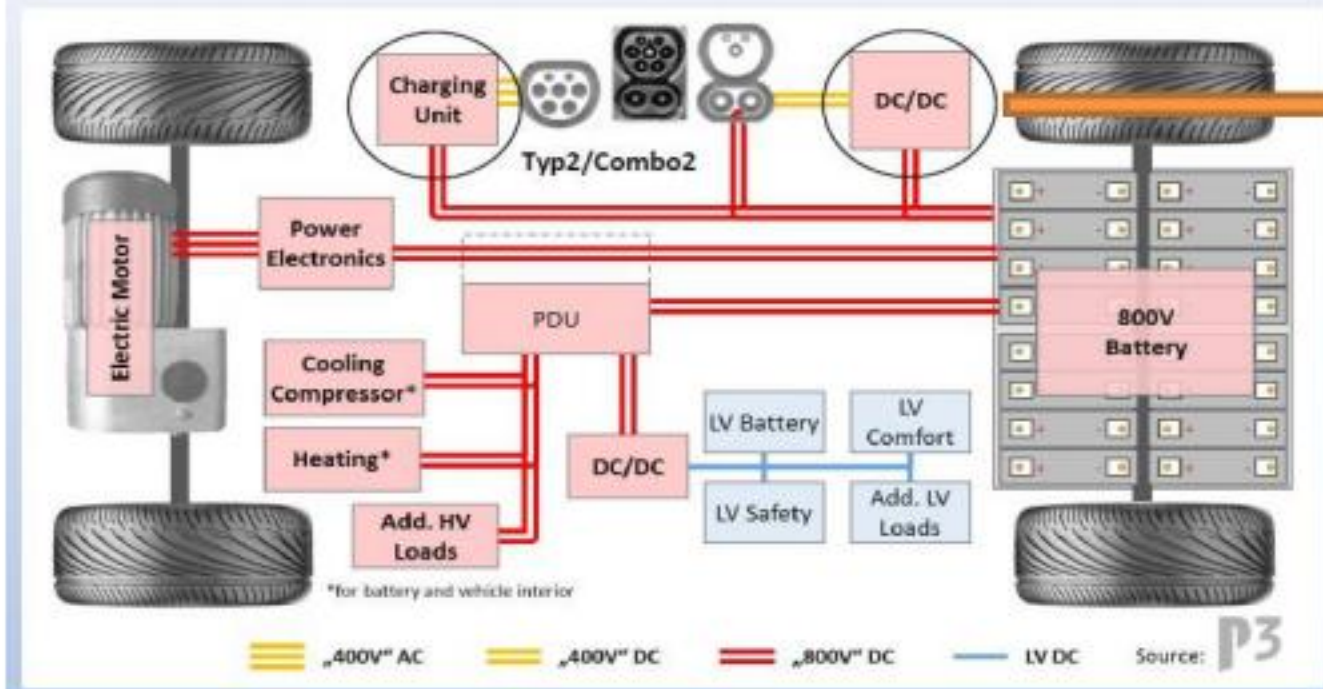 Charging
Unit
DC/DC
Typ2/Combo2
Electric Motor
Power
Electronics
PDU
800V
Battery
Cooling
Compressor*
LV Battery
LV
Comfort
Heating*
DC/DC
LV Safety
Add. LV
Loads
Add. HV
Loads
*for battery and vehicle interior
„400V" AC
„400V" DC
„800V" DC
LV DC
Source: P3